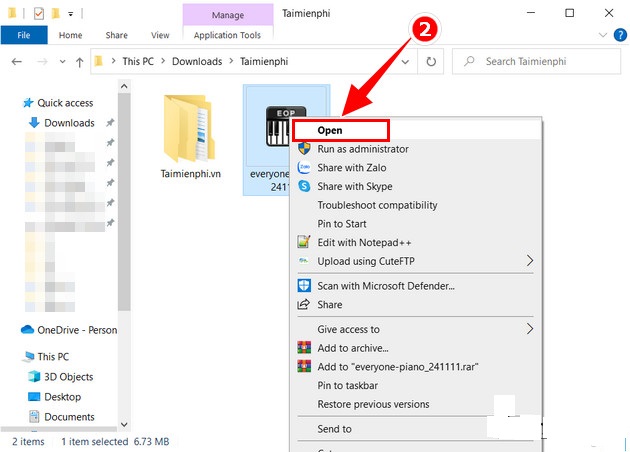 Manage
Taimienphi
File
Home
Share
View
Application Tools
This PC
Downloads
Taimienphi
Search Taimienphi
2
Quick access
Downloads
OneDrive - Person
This PC
3D Objects
Desktop
Documents
Taimienphi.vn
EOP
everyone
2411
Open
Run as administrator
Share with Zalo
Share with Skype
Troubleshoot compatibility
Pin to Start
Edit with Notepad++
Upload using CuteFTP
Scan with Microsoft Defender...
Share
Give access to
Add to archive...
Add to "everyone-piano_241111.rar"
Pin to taskbar
Restore previous versions
Send to
2 items
1 item selected
6.73 MB